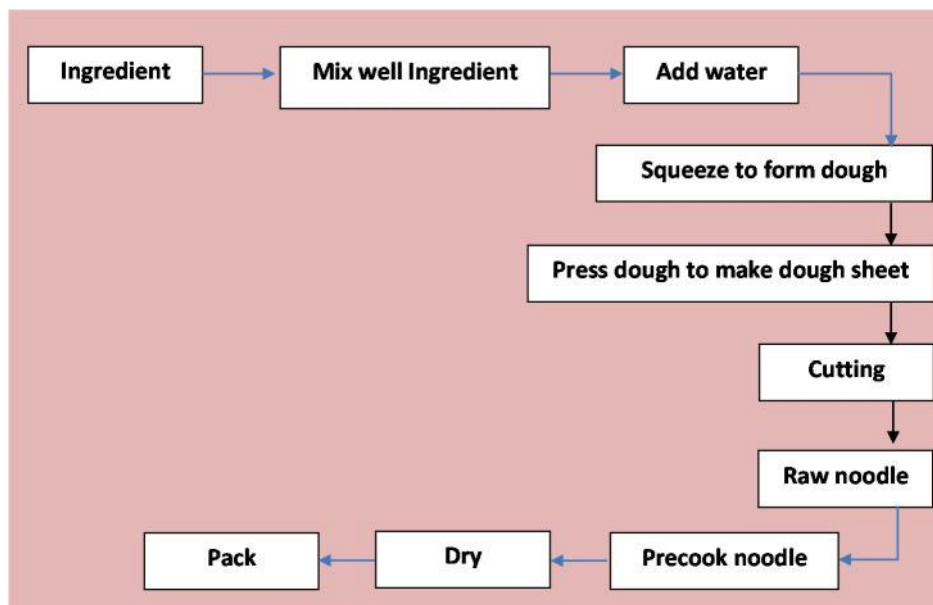 Ingredient
Mix well Ingredient
Add water
Squeeze to form dough
Press dough to make dough sheet
Cutting
Raw noodle
Precook noodle
Dry
Pack